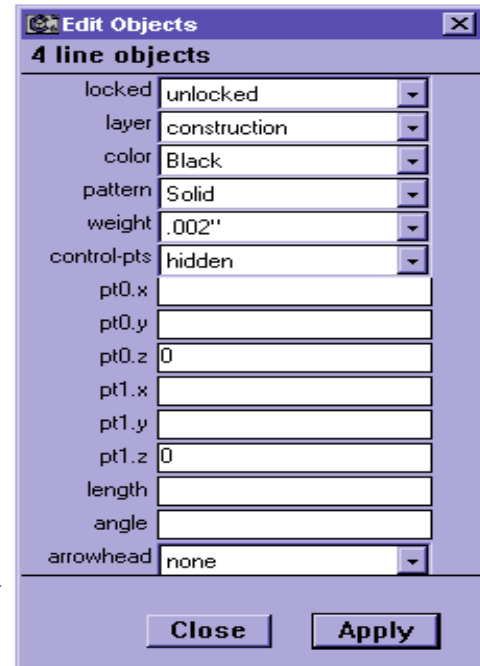 Edit Objects
4 line objects
locked unlocked
layer construction
color Black
pattern Solid
weight .002"
control-pts hidden
pt0.x
pt0.y
pt0.z 0
pt1.x
pt1.y
pt1.z 0
length
angle
arrowhead none
Close Apply